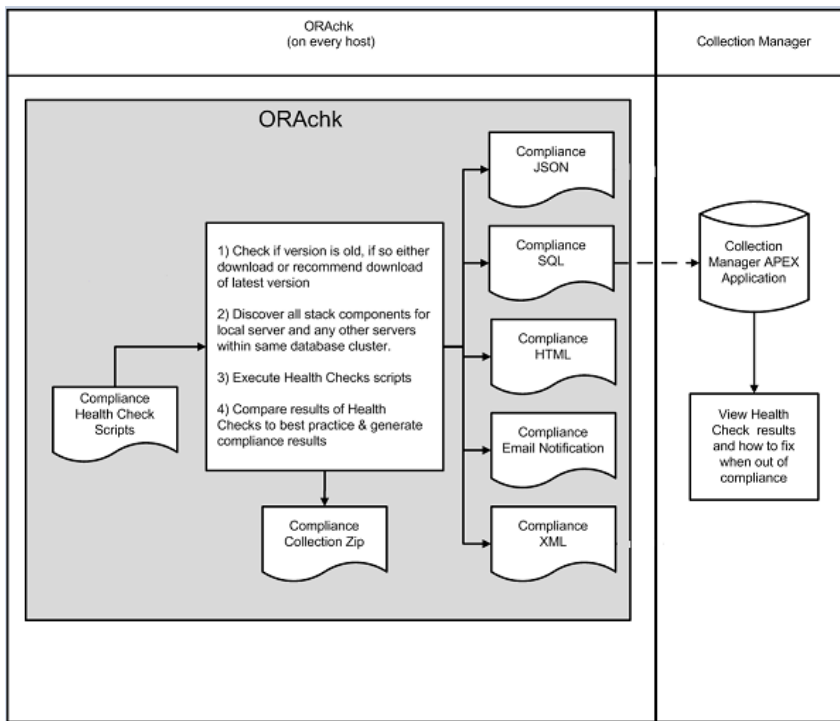 ORAchk
(on every host)
Collection Manager
ORAchk
Compliance
JSON
Compliance
SQL
Compliance
HTML
Compliance
Email Notification
Compliance
XML
1) Check if version is old, if so either
download or recommend download
of latest version
2) Discover all stack components for
local server and any other servers
within same database cluster.
3) Execute Health Checks scripts
4) Compare results of Health
Checks to best practice & generate
compliance results
Compliance
Health Check
Scripts
Compliance
Collection Zip
Collection
Manager APEX
Application
View Health
Check results
and how to fix
when out of
compliance